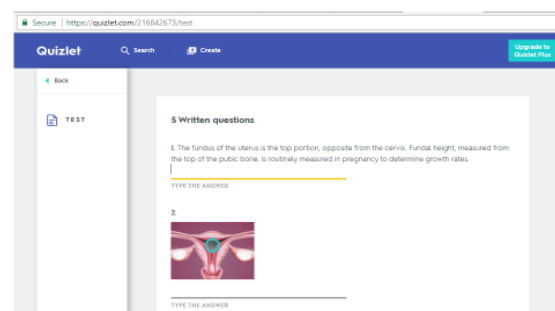 Secure | https://quizlet.com/216842673/test
Quizlet Search Create Upgrade to
Quizlet Plus
Back
TEST
5 Written questions
1. The fundus of the uterus is the top portion, opposite from the cervix. Fundal height, measured from
the top of the pubic bone, is routinely measured in pregnancy to determine growth rates.
TYPE THE ANSWER
2.
TYPE THE ANSWER